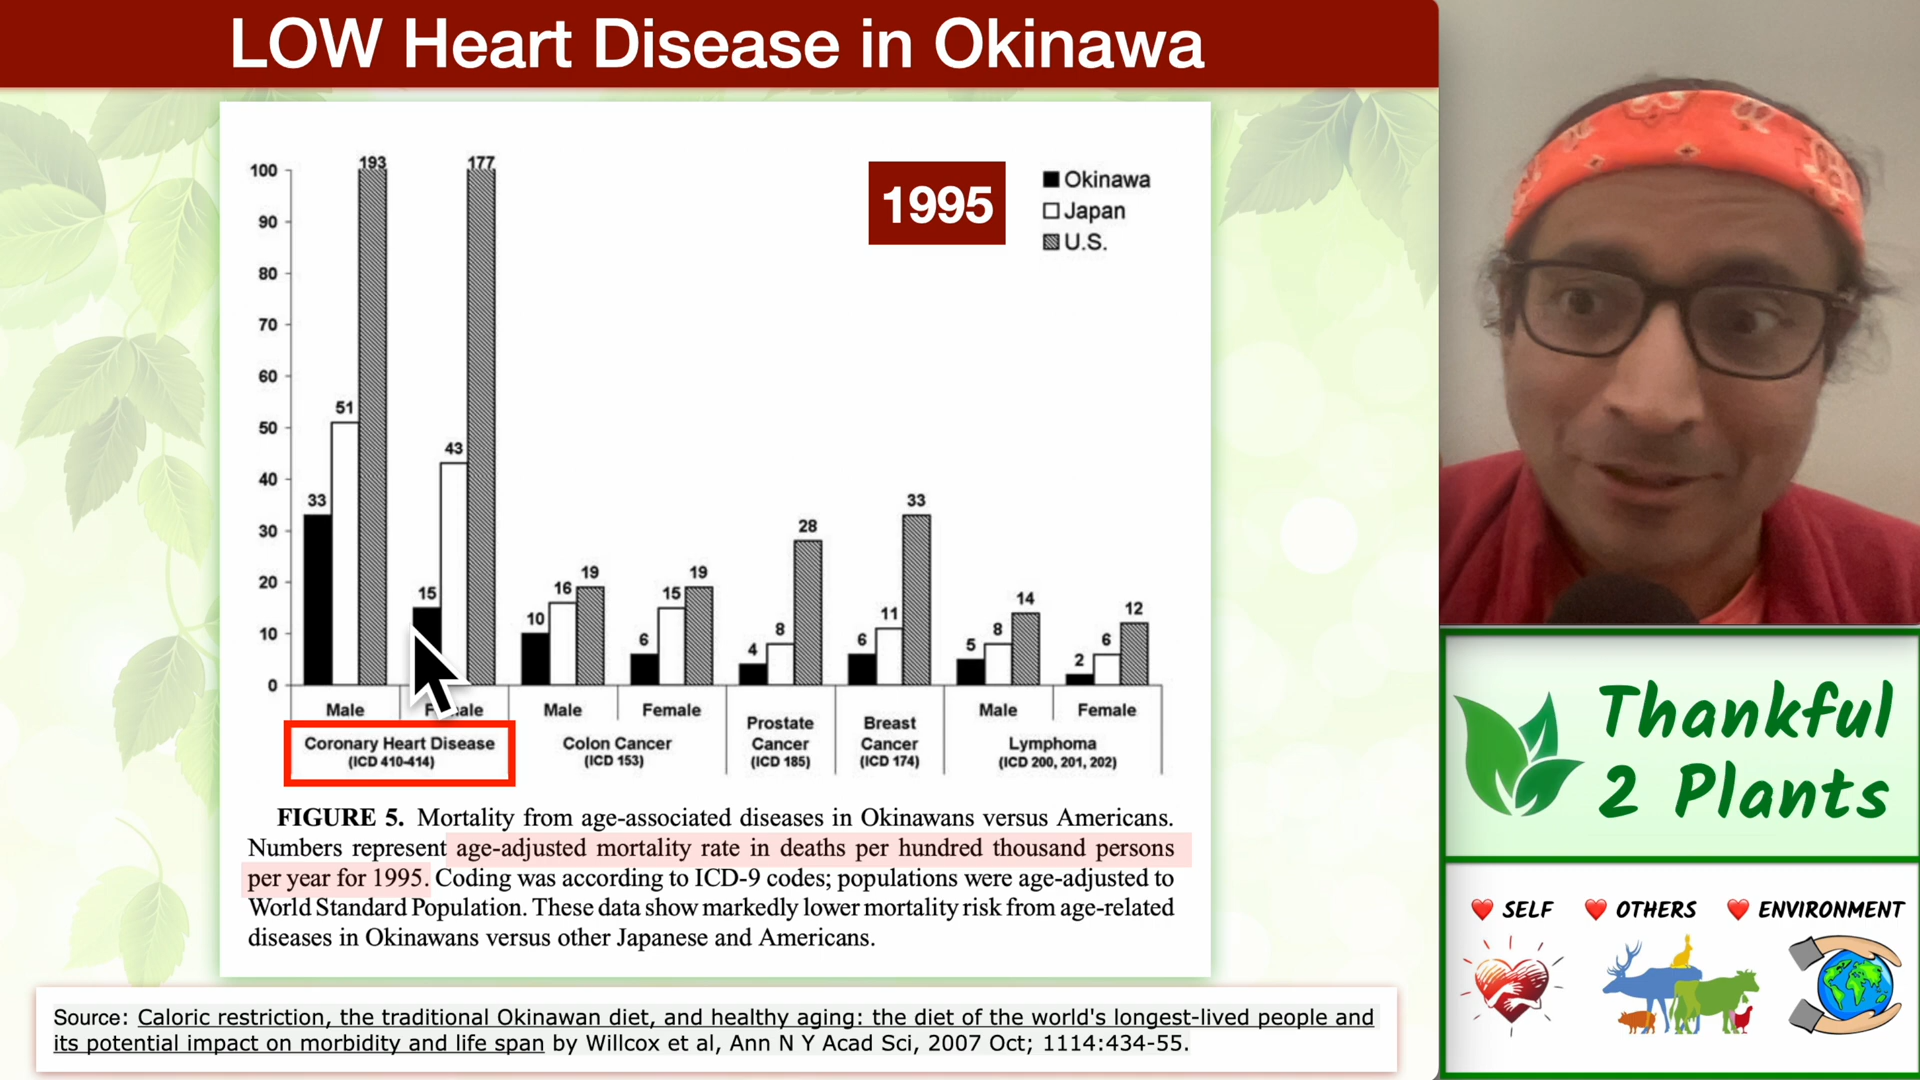 LOW Heart Disease in Okinawa
1995
Okinawa
Japan
U.S.
100
90
80
70
60
50
40
30
20
10
0
33
51
193
15
43
177
10
16
19
6
15
19
4
8
28
6
11
33
5
8
14
2
6
12
Male
Male
Female
Male
Female
Coronary Heart Disease
(ICD 410-414)
Colon Cancer
(ICD 153)
Prostate
Cancer
(ICD 185)
Breast
Cancer
(ICD 174)
Lymphoma
(ICD 200, 201, 202)
FIGURE 5. Mortality from age-associated diseases in Okinawans versus Americans.
Numbers represent age-adjusted mortality rate in deaths per hundred thousand persons
per year for 1995. Coding was according to ICD-9 codes; populations were age-adjusted to
World Standard Population. These data show markedly lower mortality risk from age-related
diseases in Okinawans versus other Japanese and Americans.
Source: Caloric restriction, the traditional Okinawan diet, and healthy aging: the diet of the world's longest-lived people and
its potential impact on morbidity and life span by Willcox et al, Ann N Y Acad Sci, 2007 Oct; 1114:434-55.
Thankful
2 Plants
SELF
OTHERS
ENVIRONMENT